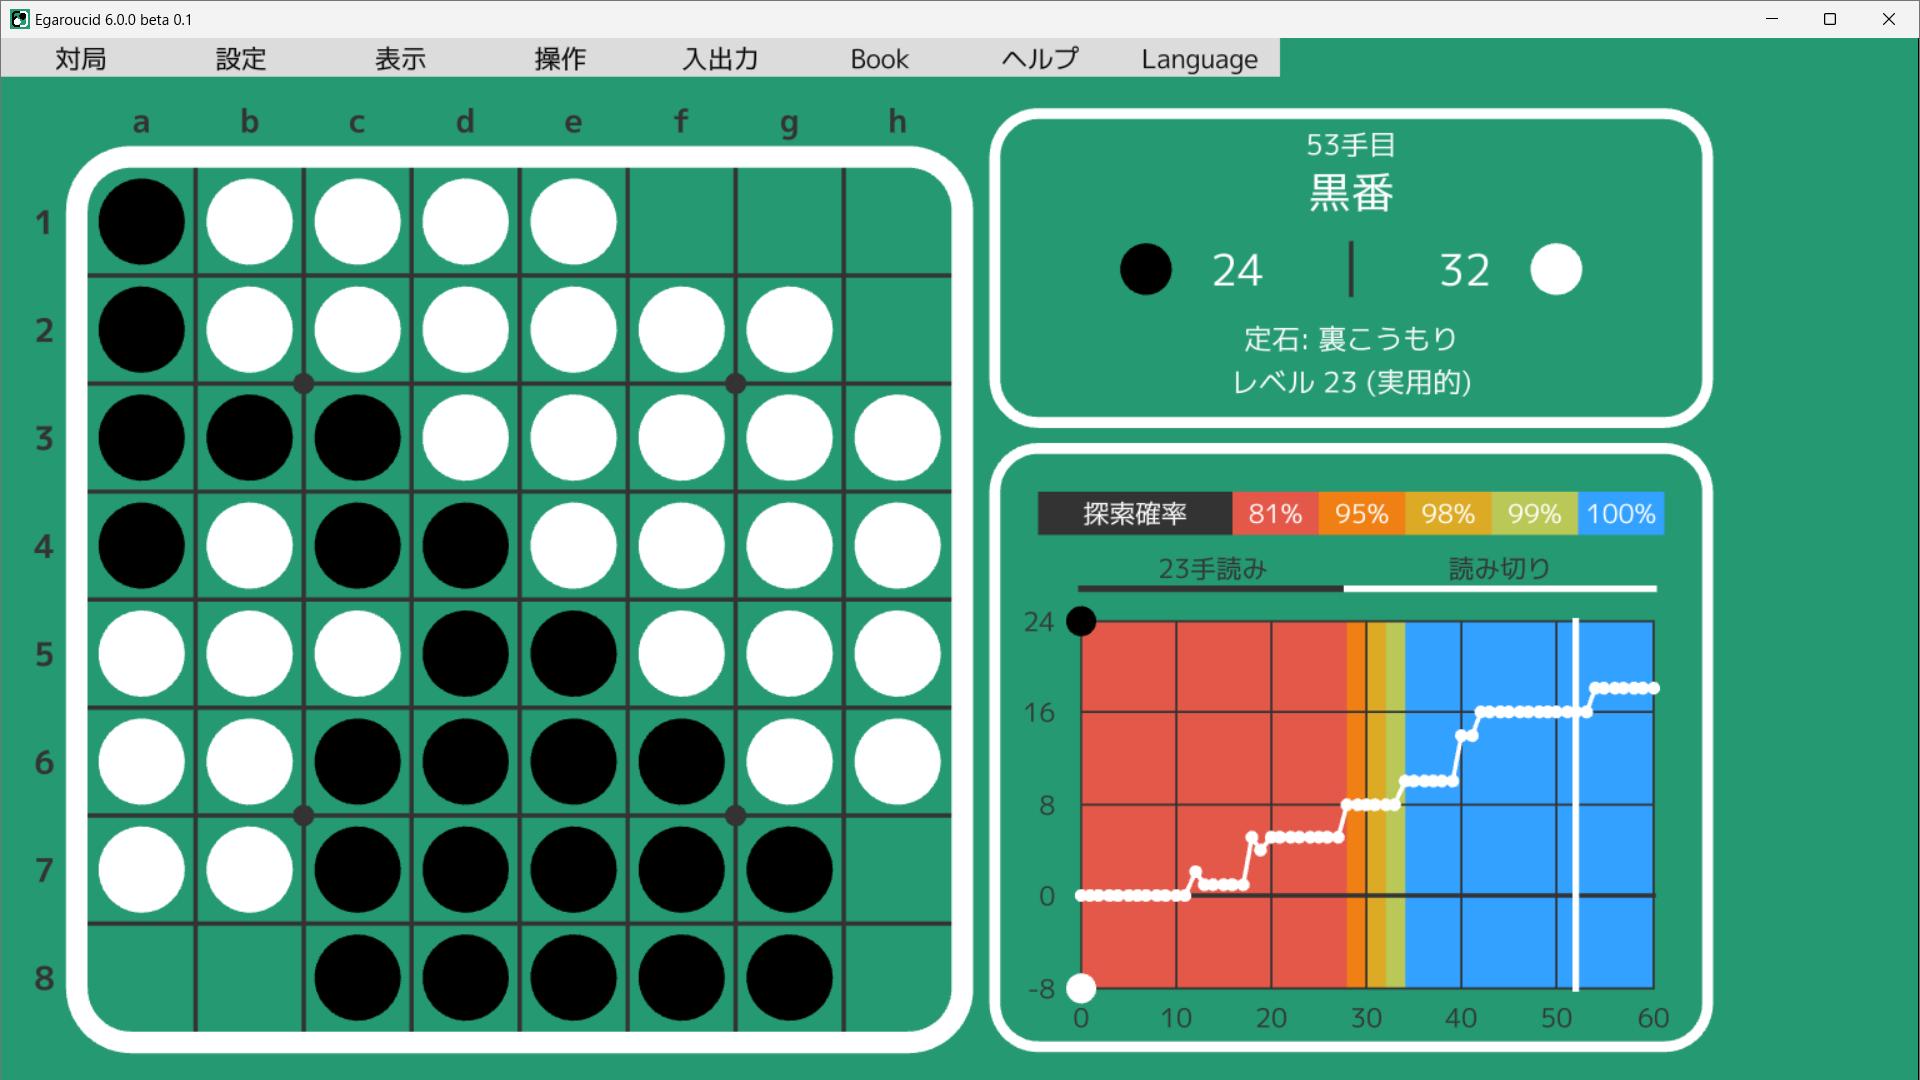 Egaroucid 6.0.0 beta 0.1
対局 設定 表示 操作 入出力 Book ヘルプ Language
a b c d e f g h
1
2
3
4
5
6
7
8
53手目
黒番
24 32
定石: 裏こうもり
レベル 23 (実用的)
探索確率 81% 95% 98% 99% 100%
23手読み 読み切り
24
16
8
0
-8
0 10 20 30 40 50 60